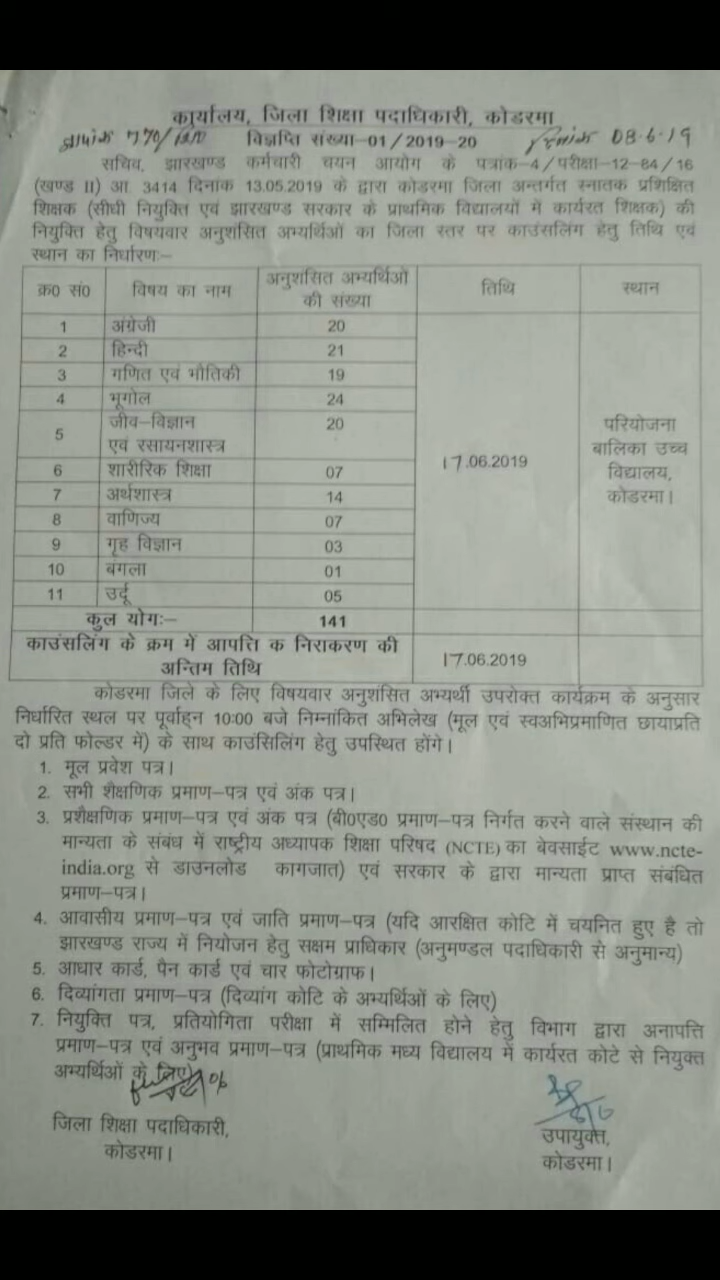 कार्यालय, जिला शिक्षा पदाधिकारी, कोडरमा
770/ दिनांक 08.6.19
विज्ञप्ति संख्या-01/2019-20
सचिव, झारखण्ड कर्मचारी चयन आयोग के पत्रांक-4/परीक्षा-12-84/16
(खण्ड II) आ 3414 दिनांक 13.05.2019 के द्वारा कोडरमा जिला अन्तर्गत स्नातक प्रशिक्षित
शिक्षक (सीधी नियुक्ति एवं झारखण्ड सरकार के प्राथमिक विद्यालयों में कार्यरत शिक्षक) की
नियुक्ति हेतु विषयवार अनुशंसित अभ्यर्थिओं का जिला स्तर पर काउंसलिंग हेतु तिथि एवं
स्थान का निर्धारण:-
क्र0 सं0 विषय का नाम अनुशंसित अभ्यर्थिओं की संख्या तिथि स्थान
1 अंग्रेजी 20
2 हिन्दी 21
3 गणित एवं भौतिकी 19
4 भूगोल 24
5 जीव-विज्ञान एवं रसायनशास्त्र 20
6 शारीरिक शिक्षा 07
7 अर्थशास्त्र 14
8 वाणिज्य 07
9 गृह विज्ञान 03
10 बंगला 01
11 उर्दू 05
17.06.2019
परियोजना
बालिका उच्च
विद्यालय,
कोडरमा।
कुल योग:- 141
काउंसलिंग के क्रम में आपत्ति क निराकरण की
अन्तिम तिथि 17.06.2019
कोडरमा जिले के लिए विषयवार अनुशंसित अभ्यर्थी उपरोक्त कार्यक्रम के अनुसार
निर्धारित स्थल पर पूर्वाहन 10:00 बजे निम्नांकित अभिलेख (मूल एवं स्वअभिप्रमाणित छायाप्रति
दो प्रति फोल्डर में) के साथ काउंसिलिंग हेतु उपस्थित होंगे।
1. मूल प्रवेश पत्र।
2. सभी शैक्षणिक प्रमाण-पत्र एवं अंक पत्र।
3. प्रशैक्षणिक प्रमाण-पत्र एवं अंक पत्र (बी0एड0 प्रमाण-पत्र निर्गत करने वाले संस्थान की
मान्यता के संबंध में राष्ट्रीय अध्यापक शिक्षा परिषद (NCTE) का बेवसाईट www.ncte-
india.org से डाउनलोड कागजात) एवं सरकार के द्वारा मान्यता प्राप्त संबंधित
प्रमाण-पत्र।
4. आवासीय प्रमाण-पत्र एवं जाति प्रमाण-पत्र (यदि आरक्षित कोटि में चयनित हुए है तो
झारखण्ड राज्य में नियोजन हेतु सक्षम प्राधिकार (अनुमण्डल पदाधिकारी से अनुमान्य)
5. आधार कार्ड, पैन कार्ड एवं चार फोटोग्राफ।
6. दिव्यांगता प्रमाण-पत्र (दिव्यांग कोटि के अभ्यर्थिओं के लिए)
7. नियुक्ति पत्र, प्रतियोगिता परीक्षा में सम्मिलित होने हेतु विभाग द्वारा अनापत्ति
प्रमाण-पत्र एवं अनुभव प्रमाण-पत्र (प्राथमिक मध्य विद्यालय में कार्यरत कोटे से नियुक्त
अभ्यर्थिओं के लिए)
जिला शिक्षा पदाधिकारी,
कोडरमा।
उपायुक्त,
कोडरमा।